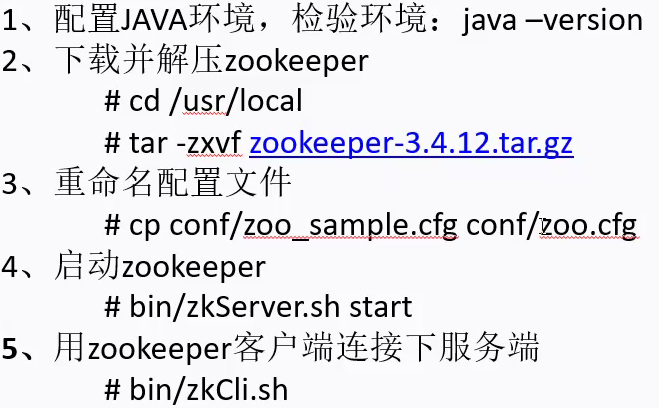 1、配置JAVA环境，检验环境：java –version
2、下载并解压zookeeper
# cd /usr/local
# tar -zxvf zookeeper-3.4.12.tar.gz
3、重命名配置文件
# cp conf/zoo_sample.cfg conf/zoo.cfg
4、启动zookeeper
# bin/zkServer.sh start
5、用zookeeper客户端连接下服务端
# bin/zkCli.sh